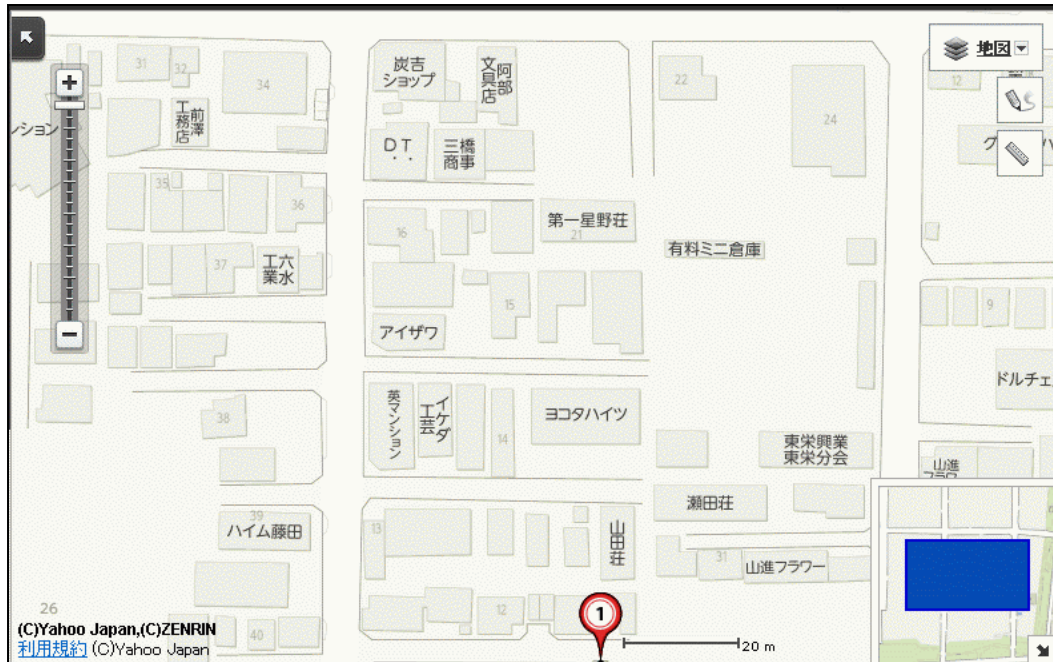 地図
31
32
34
前澤
工務店
炭吉
ショップ
阿部
文具店
22
24
12
ンション
D．T．
三橋
商事
35
36
16
第一星野荘
21
有料ミニ倉庫
37
六水
工業
15
9
アイザワ
ドルチェ
38
英マンション
イケダ
工芸
14
ヨコタハイツ
東栄興業
東栄分会
山進
フラワ
39
ハイム藤田
13
山田荘
瀬田荘
31
山進フラワー
26
40
12
1
20 m
(C)Yahoo Japan,(C)ZENRIN
利用規約 (C)Yahoo Japan